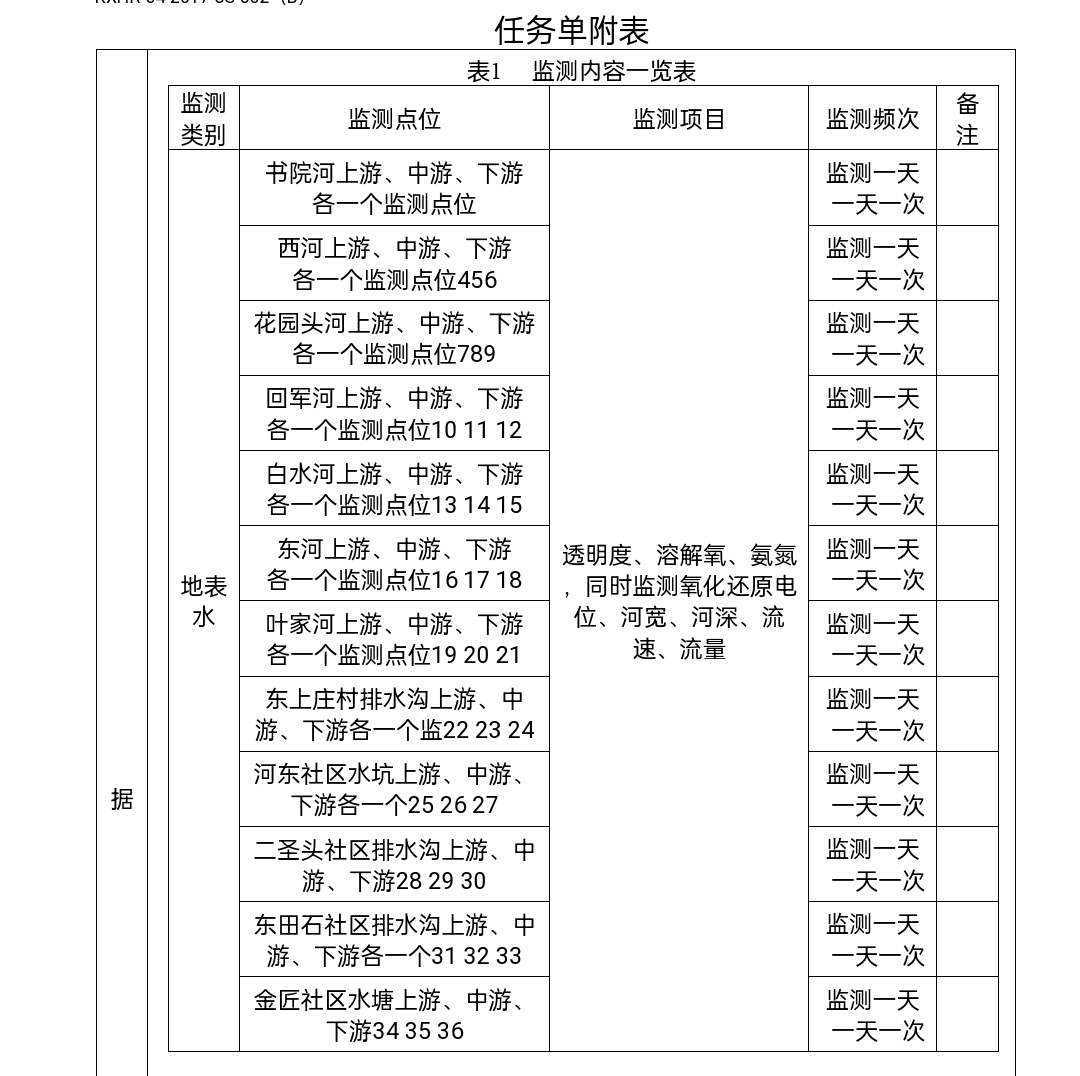 任务单附表
表1 监测内容一览表
监测
类别
监测点位
监测项目
监测频次
备
注
地表
水
书院河上游、中游、下游
各一个监测点位
监测一天
一天一次
西河上游、中游、下游
各一个监测点位456
监测一天
一天一次
花园头河上游、中游、下游
各一个监测点位789
监测一天
一天一次
回军河上游、中游、下游
各一个监测点位10 11 12
监测一天
一天一次
白水河上游、中游、下游
各一个监测点位13 14 15
监测一天
一天一次
东河上游、中游、下游
各一个监测点位16 17 18
监测一天
一天一次
透明度、溶解氧、氨氮
，同时监测氧化还原电
位、河宽、河深、流
速、流量
叶家河上游、中游、下游
各一个监测点位19 20 21
监测一天
一天一次
东上庄村排水沟上游、中
游、下游各一个监22 23 24
监测一天
一天一次
河东社区水坑上游、中游、
下游各一个25 26 27
监测一天
一天一次
据
二圣头社区排水沟上游、中
游、下游28 29 30
监测一天
一天一次
东田石社区排水沟上游、中
游、下游各一个31 32 33
监测一天
一天一次
金匠社区水塘上游、中游、
下游34 35 36
监测一天
一天一次